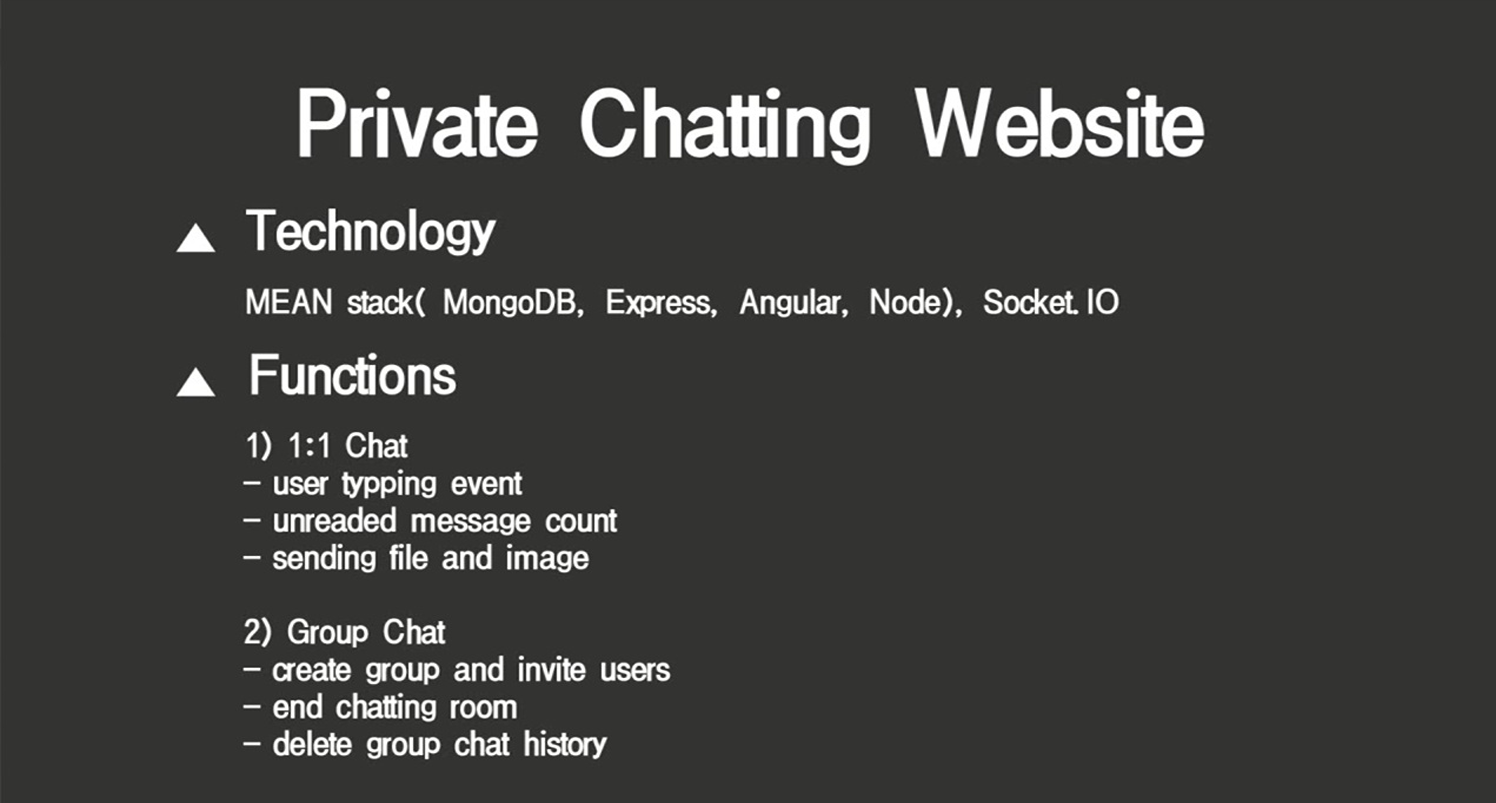 Private Chatting Website
▲ Technology
MEAN stack( MongoDB, Express, Angular, Node), Socket.IO
▲ Functions
1) 1:1 Chat
- user typping event
- unreaded message count
- sending file and image
2) Group Chat
- create group and invite users
- end chatting room
- delete group chat history